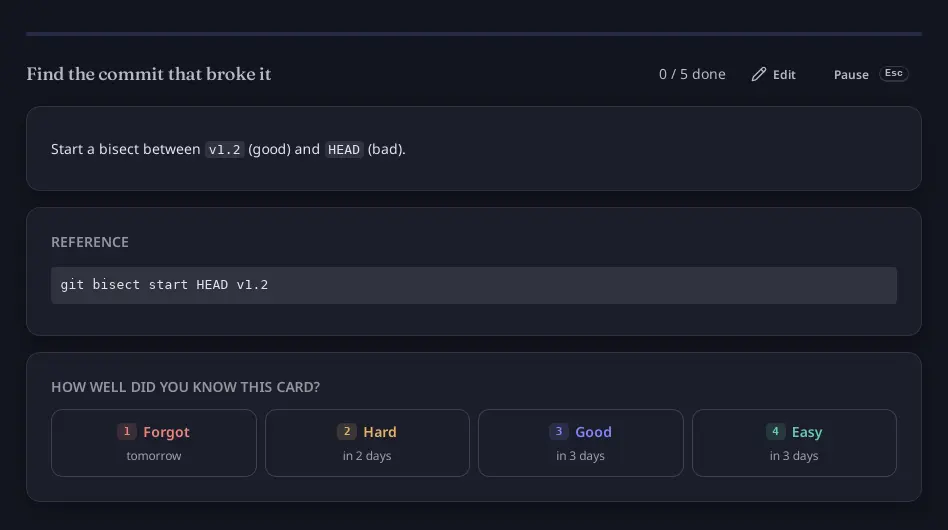 Find the commit that broke it
0 / 5 done
Edit
Pause Esc
Start a bisect between v1.2 (good) and HEAD (bad).
REFERENCE
git bisect start HEAD v1.2
HOW WELL DID YOU KNOW THIS CARD?
1 Forgot
tomorrow
2 Hard
in 2 days
3 Good
in 3 days
4 Easy
in 3 days